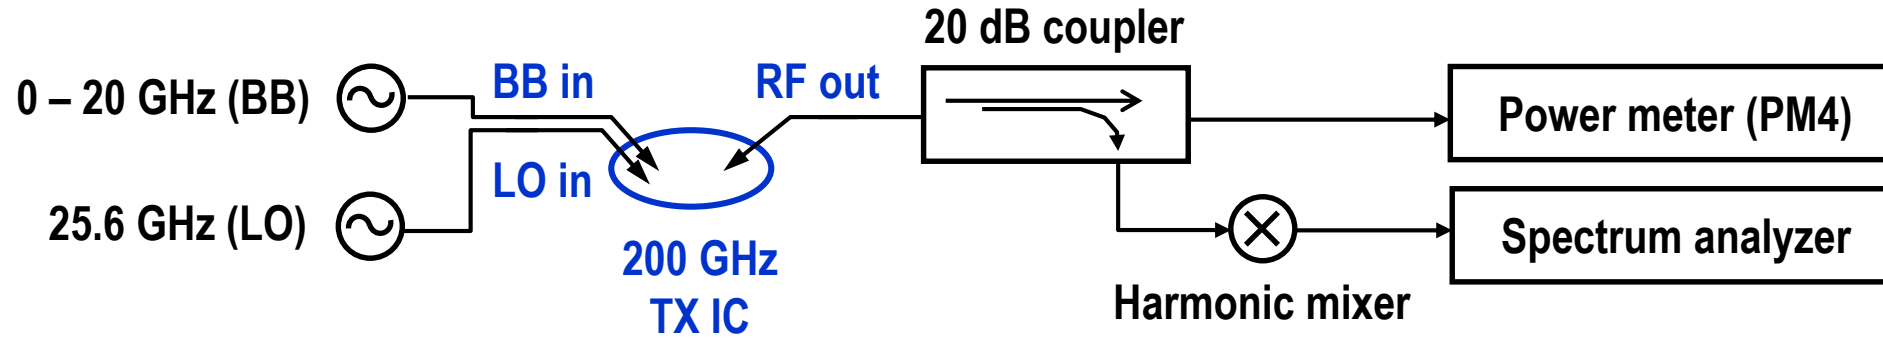 20 dB coupler
0 – 20 GHz (BB)
BB in
RF out
Power meter (PM4)
LO in
25.6 GHz (LO)
200 GHz
TX IC
Spectrum analyzer
Harmonic mixer